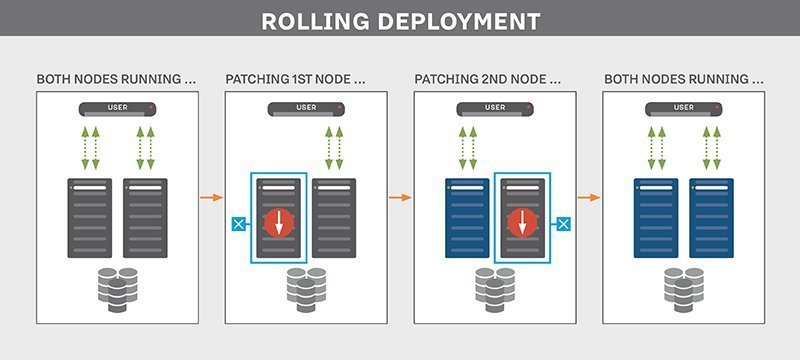 ROLLING DEPLOYMENT
BOTH NODES RUNNING ...
PATCHING 1ST NODE ...
PATCHING 2ND NODE ...
BOTH NODES RUNNING ...
USER
USER
USER
USER